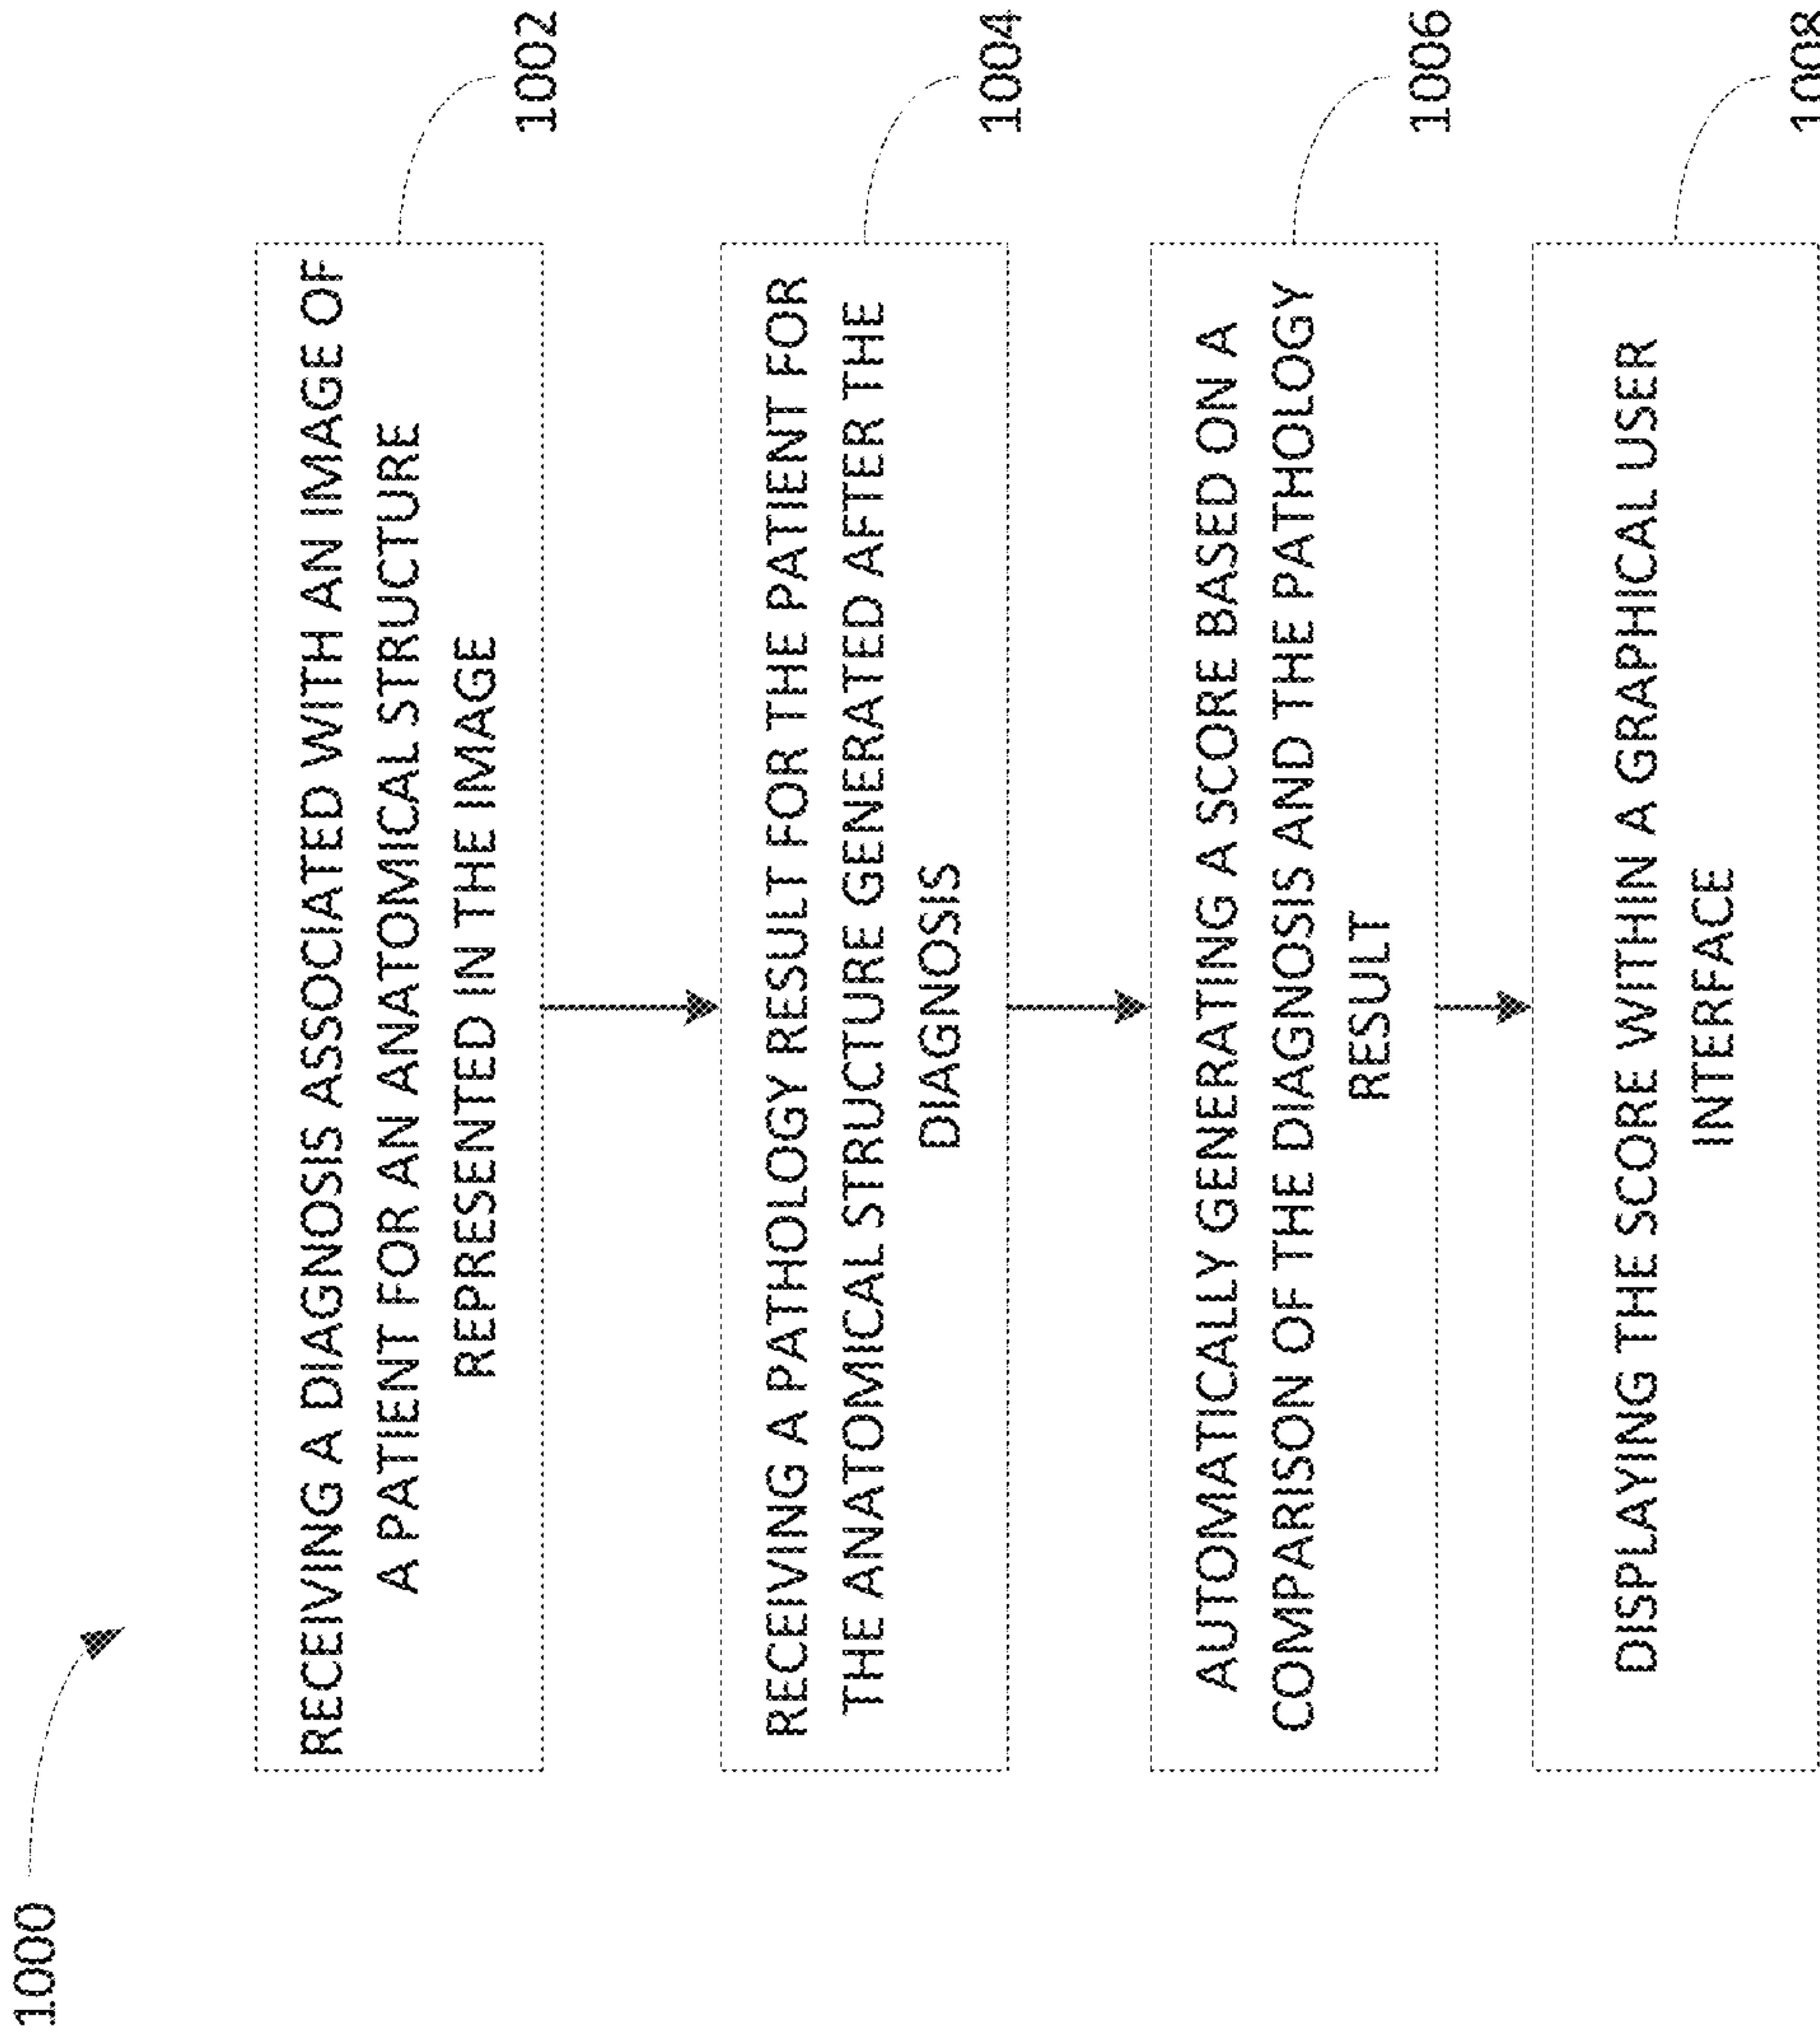 1000
RECEIVING A DIAGNOSIS ASSOCIATED WITH AN IMAGE OF
A PATIENT FOR AN ANATOMICAL STRUCTURE
REPRESENTED IN THE IMAGE
1002
RECEIVING A PATHOLOGY RESULT FOR THE PATIENT FOR
THE ANATOMICAL STRUCTURE GENERATED AFTER THE
DIAGNOSIS
1004
AUTOMATICALLY GENERATING A SCORE BASED ON A
COMPARISON OF THE DIAGNOSIS AND THE PATHOLOGY
RESULT
1006
DISPLAYING THE SCORE WITHIN A GRAPHICAL USER
INTERFACE
1008